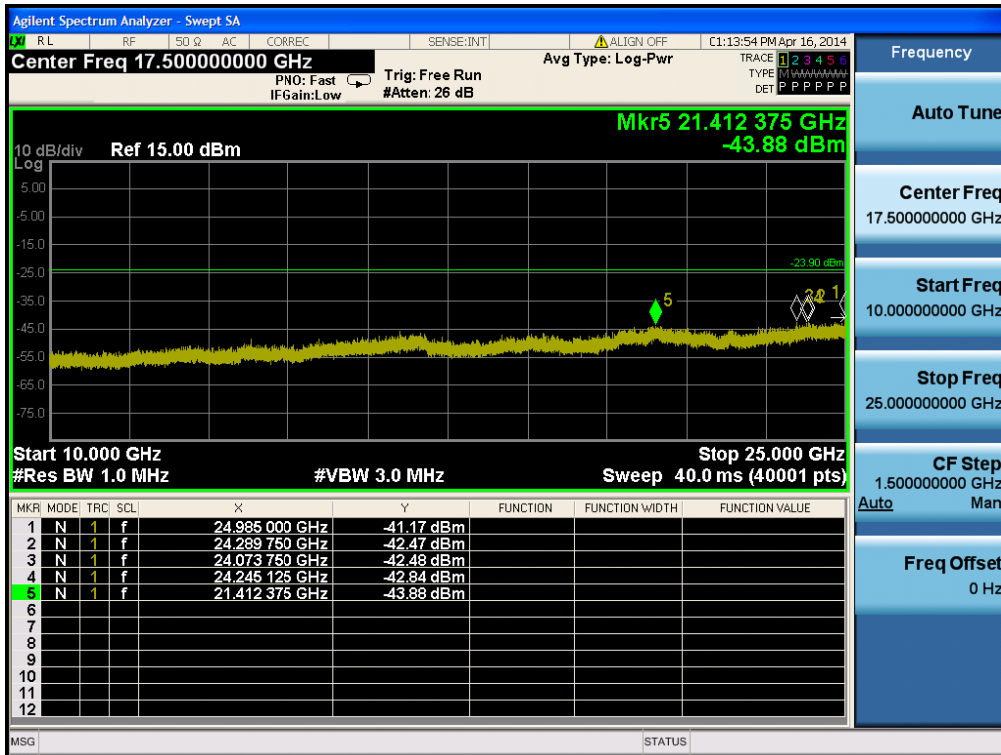 Agilent Spectrum Analyzer - Swept SA
LXI RL RF 50 Ω AC CORREC SENSE:INT ALIGN OFF 01:13:54 PM Apr 16, 2014
Center Freq 17.500000000 GHz
PNO: Fast
IFGain:Low
Trig: Free Run
#Atten: 26 dB
Avg Type: Log-Pwr
TRACE 1 2 3 4 5 6
TYPE M
DET P P P P P P
Mkr5 21.412 375 GHz
-43.88 dBm
10 dB/div Ref 15.00 dBm
Log
5.00
-5.00
-15.0
-23.90 dBm
-25.0
-35.0
-45.0
-55.0
-65.0
-75.0
5
3 4 2 1
Start 10.000 GHz Stop 25.000 GHz
#Res BW 1.0 MHz #VBW 3.0 MHz Sweep 40.0 ms (40001 pts)
MKR MODE TRC SCL X Y FUNCTION FUNCTION WIDTH FUNCTION VALUE
1 N 1 f 24.985 000 GHz -41.17 dBm
2 N 1 f 24.289 750 GHz -42.47 dBm
3 N 1 f 24.073 750 GHz -42.48 dBm
4 N 1 f 24.245 125 GHz -42.84 dBm
5 N 1 f 21.412 375 GHz -43.88 dBm
6
7
8
9
10
11
12
MSG STATUS
Frequency
Auto Tune
Center Freq
17.500000000 GHz
Start Freq
10.000000000 GHz
Stop Freq
25.000000000 GHz
CF Step
1.500000000 GHz
Auto Man
Freq Offset
0 Hz